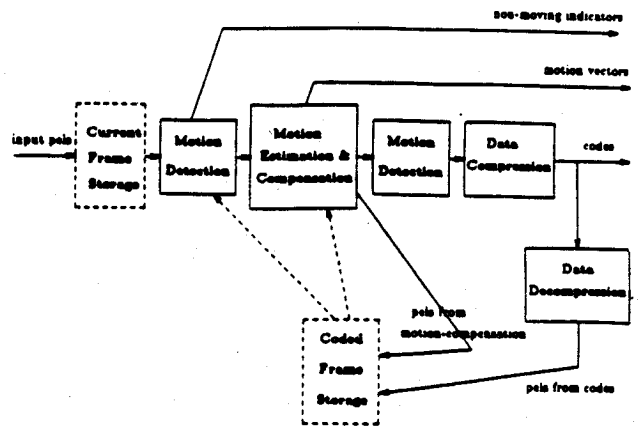 non-moving indicators
motion vectors
input pels
Current
Frame
Storage
Motion
Detection
Motion
Estimation &
Compensation
Motion
Detection
Data
Compression
codes
Data
Decompression
pels from
motion-compensation
Coded
Frame
Storage
pels from codes